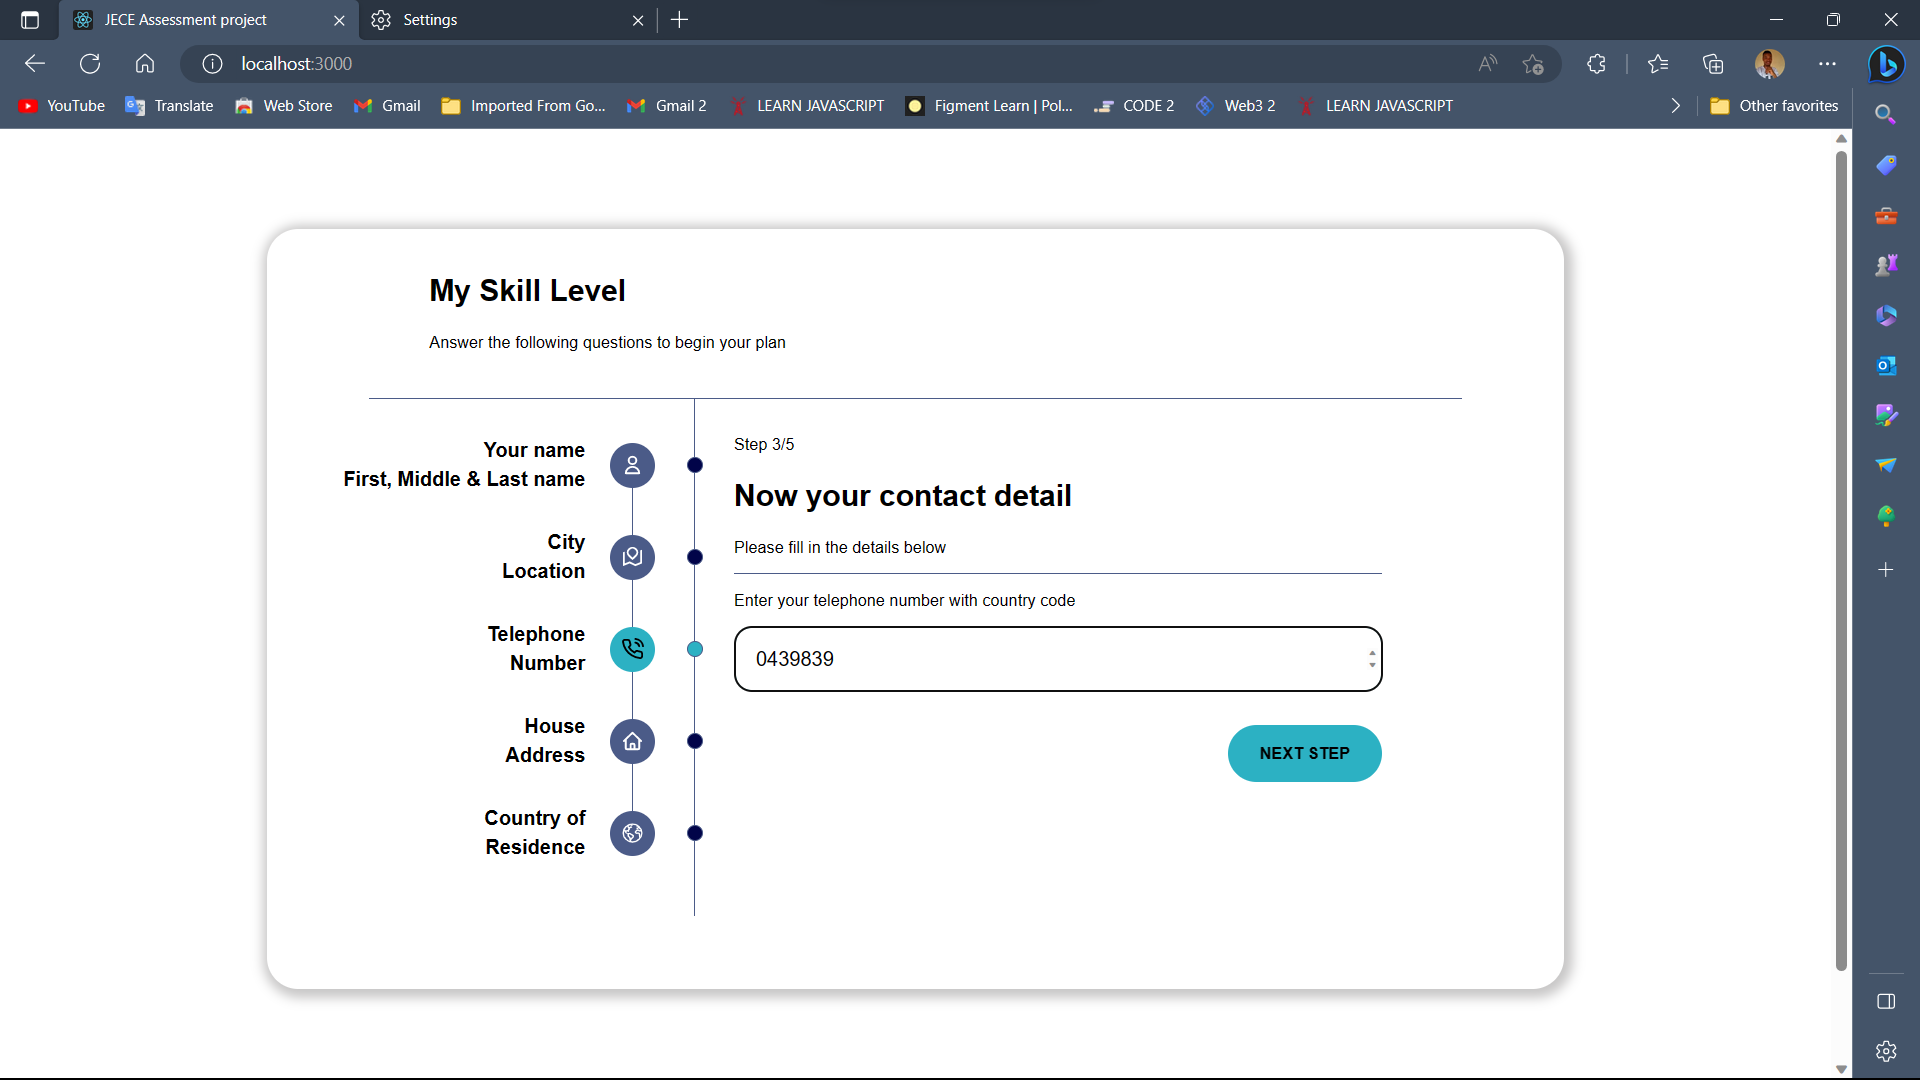 JECE Assessment project
Settings
localhost:3000
YouTube
Translate
Web Store
Gmail
Imported From Go...
Gmail 2
LEARN JAVASCRIPT
Figment Learn | Pol...
CODE 2
Web3 2
LEARN JAVASCRIPT
Other favorites
My Skill Level
Answer the following questions to begin your plan
Your name
First, Middle & Last name
City
Location
Telephone
Number
House
Address
Country of
Residence
Step 3/5
Now your contact detail
Please fill in the details below
Enter your telephone number with country code
0439839
NEXT STEP